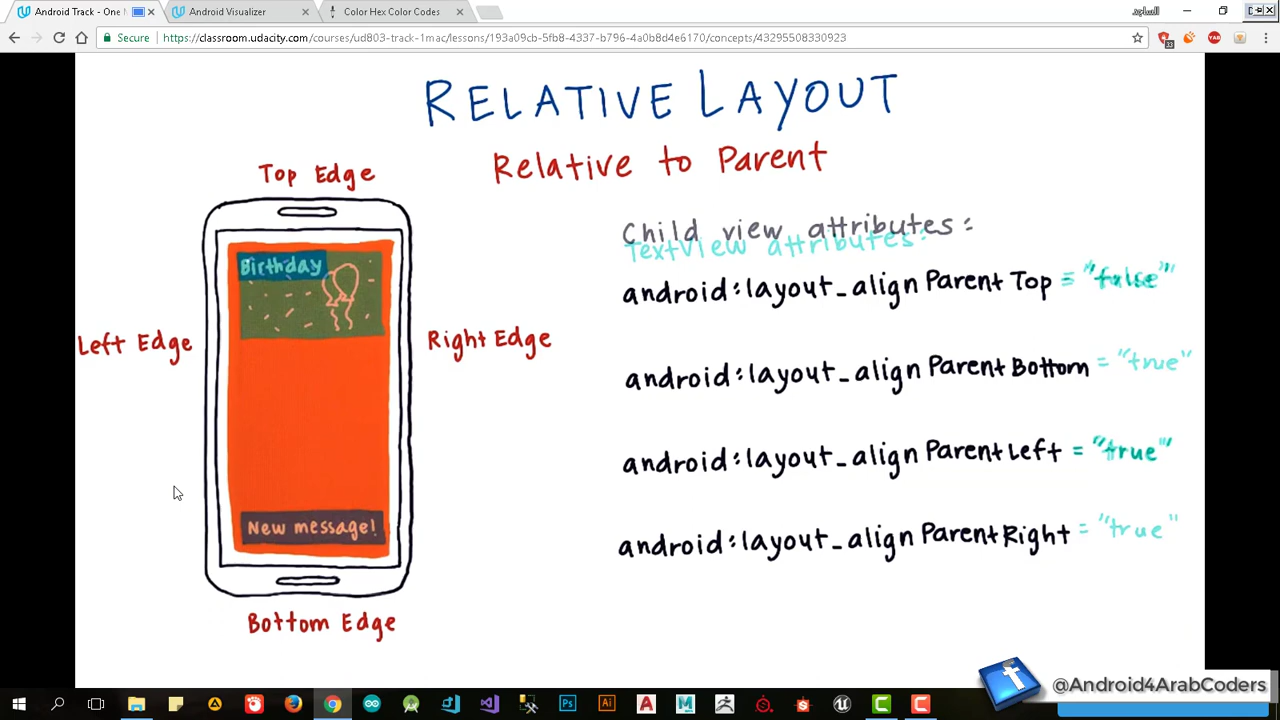 Android Track - One M
Android Visualizer
Color Hex Color Codes
Secure
https://classroom.udacity.com/courses/ud803-track-1mac/lessons/193a09cb-5fb8-4337-b796-4a0b8d4e6170/concepts/43295508330923
33
RELATIVE LAYOUT
Relative to Parent
Top Edge
Child view attributes:
TextView attributes:
Birthday
android:layout_alignParentTop = "false"
Left Edge
Right Edge
android:layout_alignParentBottom = "true"
android:layout_alignParentLeft = "true"
New message!
android:layout_alignParentRight = "true"
Bottom Edge
@Android4ArabCoders